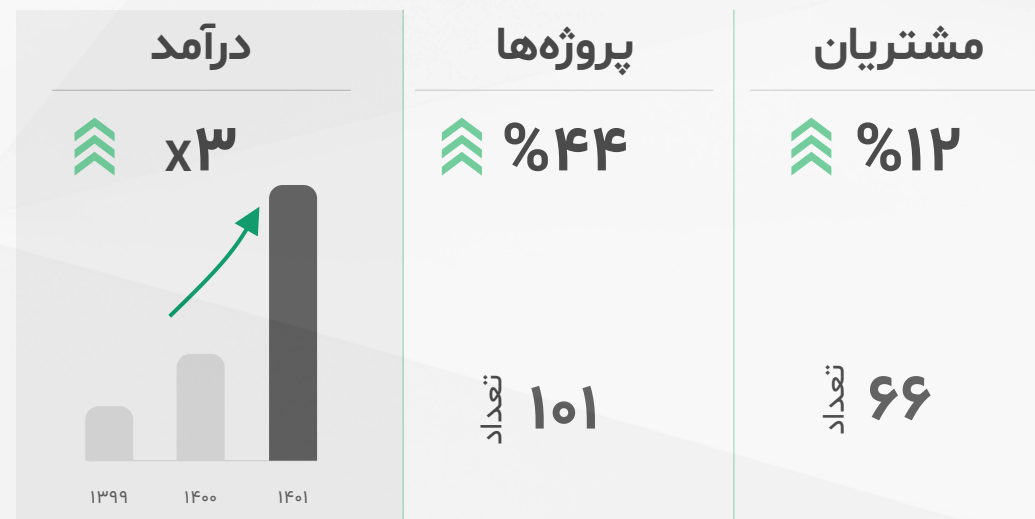 مشتریان
%۱۲
۶۶
تعداد
پروژه‌ها
%۴۴
۱۰۱
تعداد
درآمد
x۳
۱۳۹۹
۱۴۰۰
۱۴۰۱